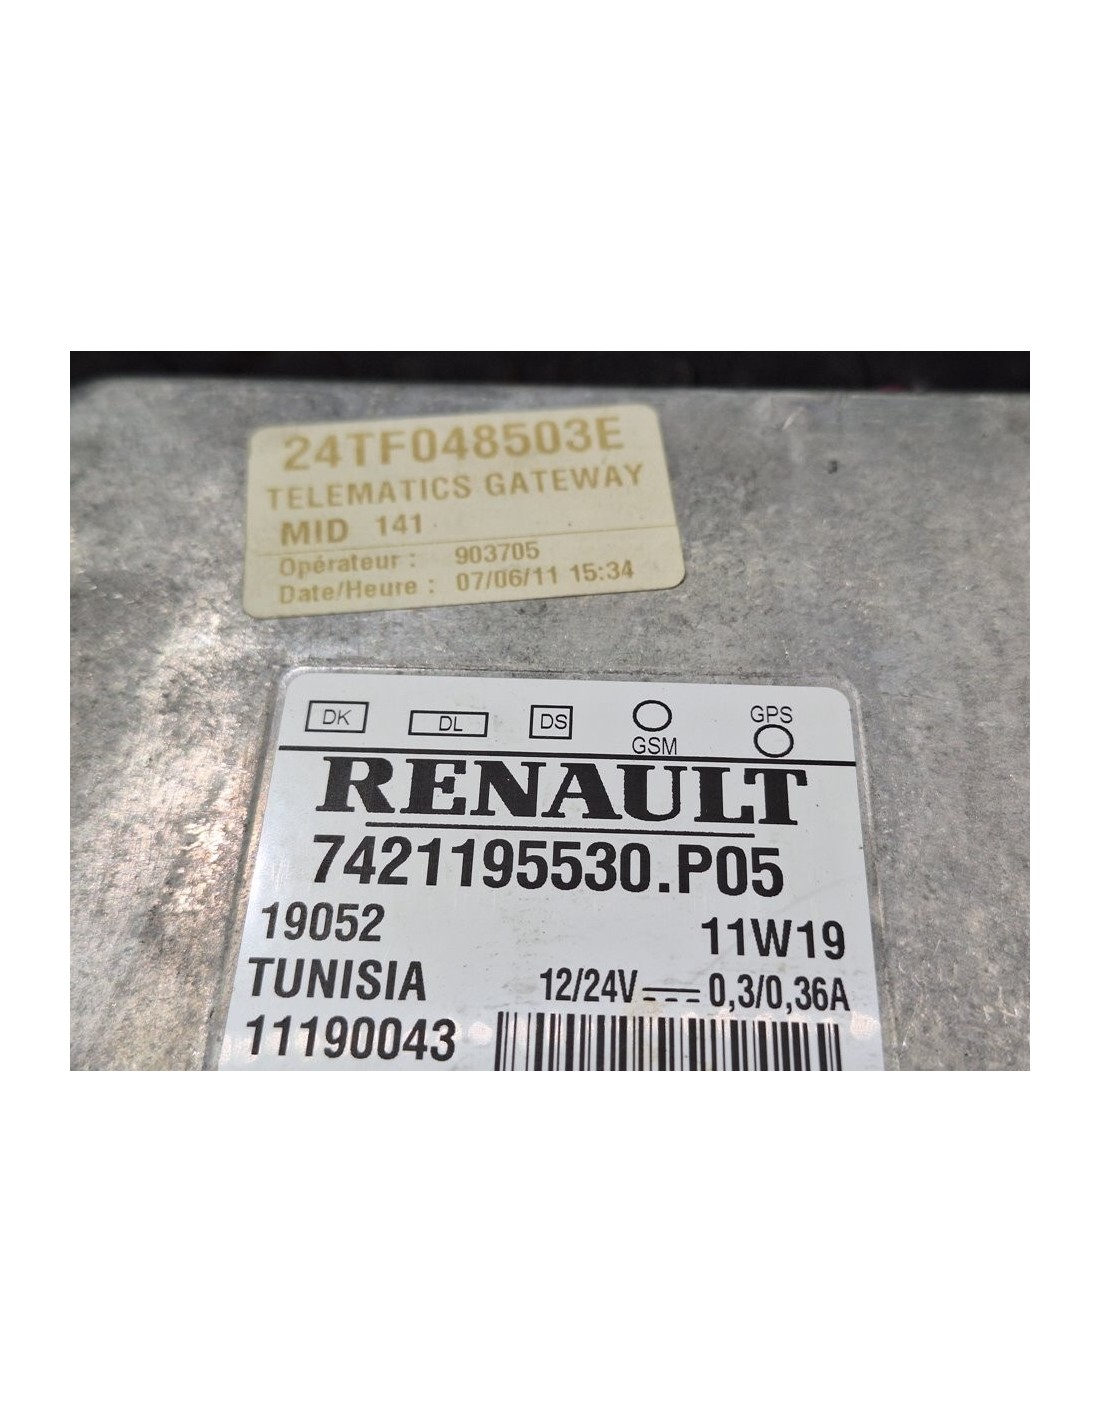 24TF048503E
TELEMATICS GATEWAY
MID 141
Opérateur : 903705
Date/Heure : 07/06/11 15:34
DK DL DS GSM GPS
RENAULT
7421195530.P05
19052 11W19
TUNISIA 12/24V 0,3/0,36A
11190043